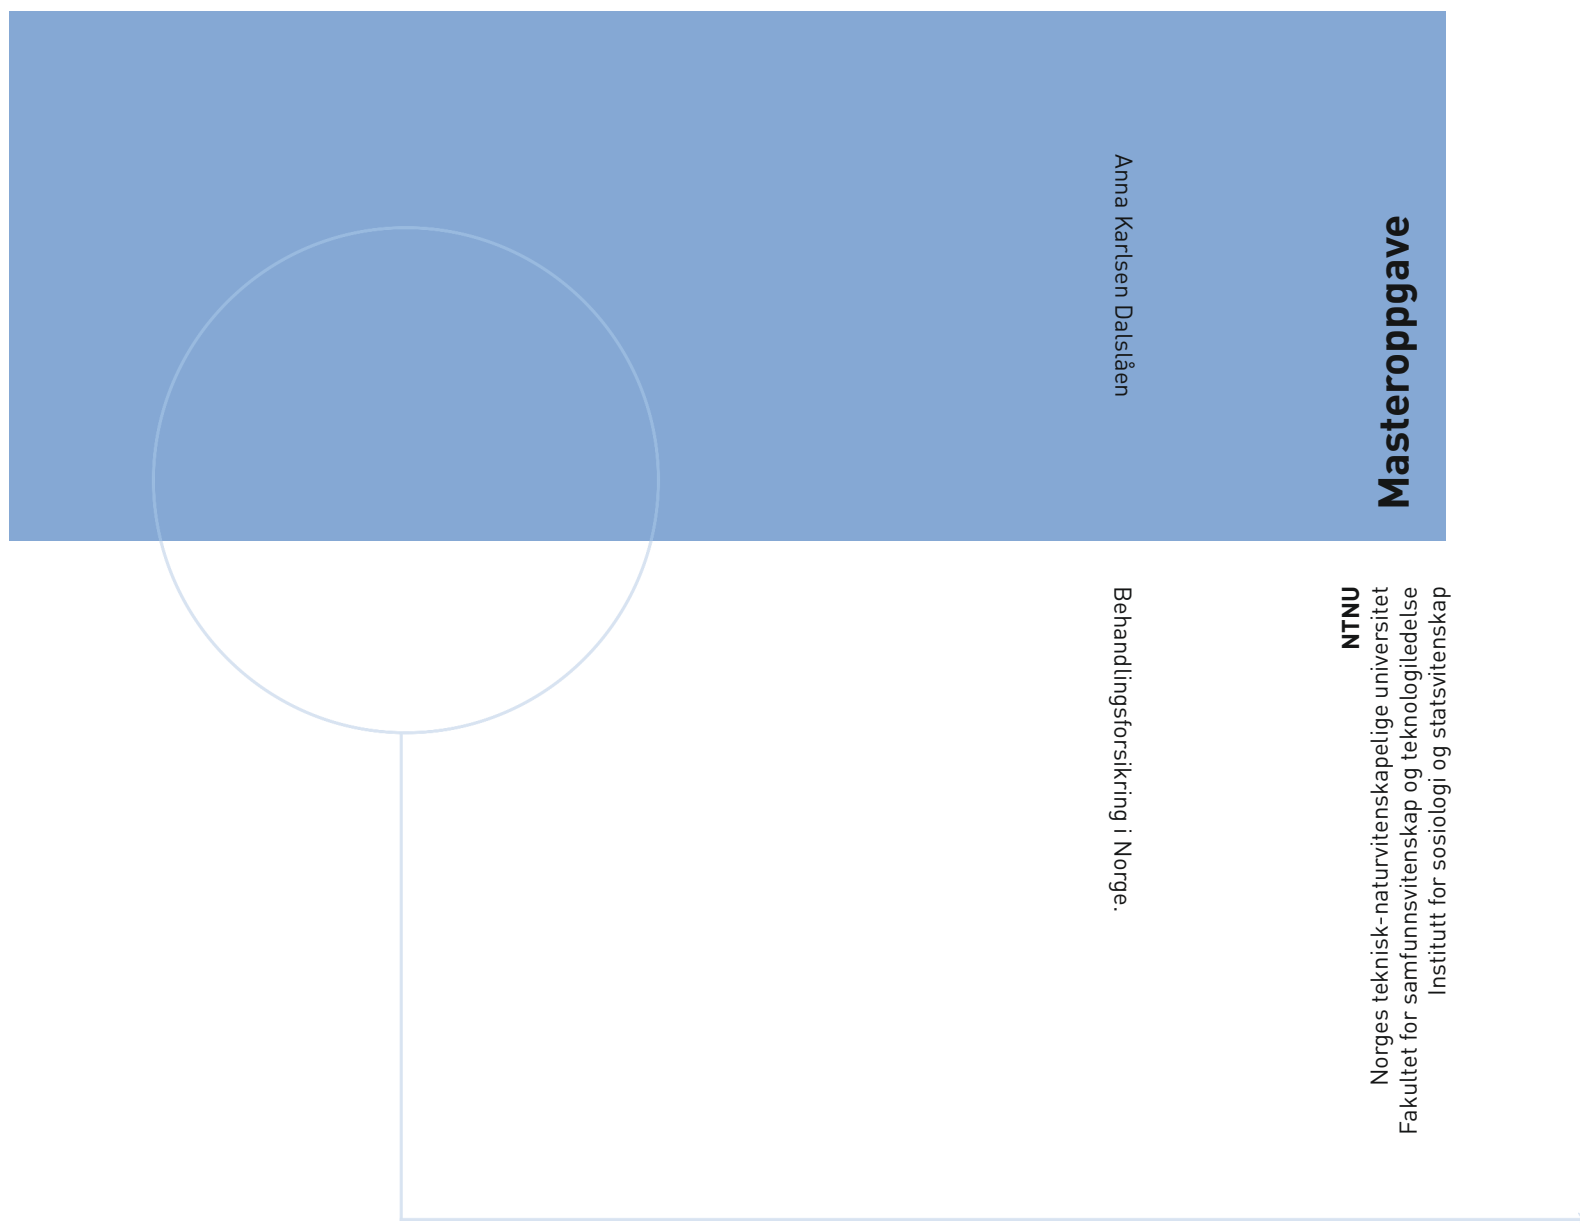 Masteroppgave
NTNU
Norges teknisk-naturvitenskapelige universitet
Fakultet for samfunnsvitenskap og teknologiledelse
Institutt for sosiologi og statsvitenskap
Anna Karlsen Dalslåen
Behandlingsforsikring i Norge.